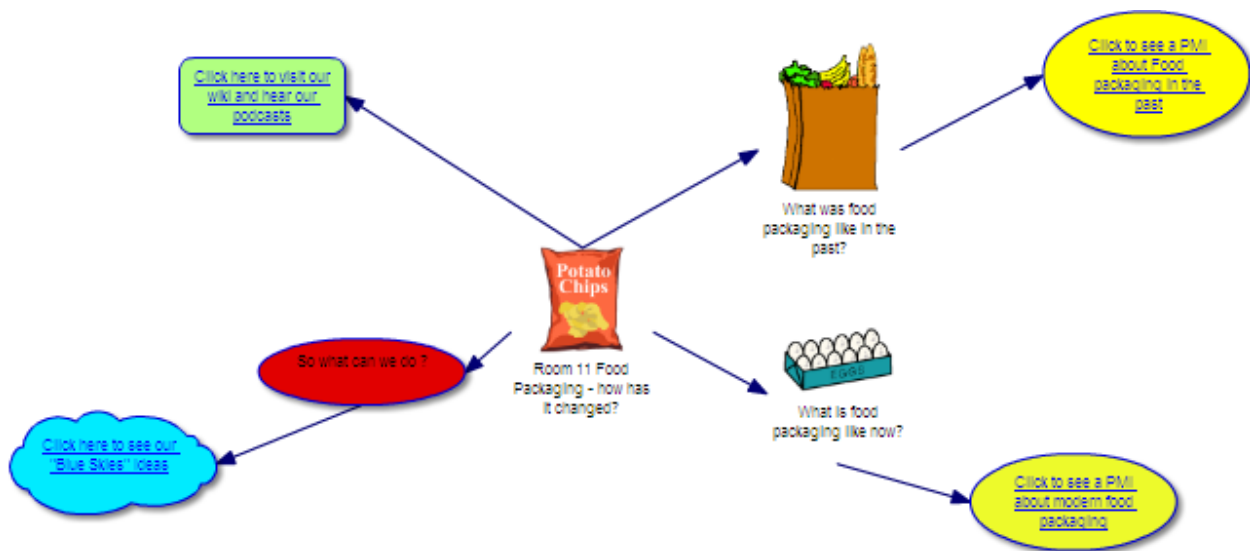 Click here to visit our
wiki and hear our
podcasts
Click to see a PMI
about Food
packaging in the
past
What was food
packaging like in the
past?
Potato
Chips
Room 11 Food
Packaging - how has
it changed?
So what can we do ?
Click here to see our
"Blue Skies" ideas
EGGS
What is food
packaging like now?
Click to see a PMI
about modern food
packaging